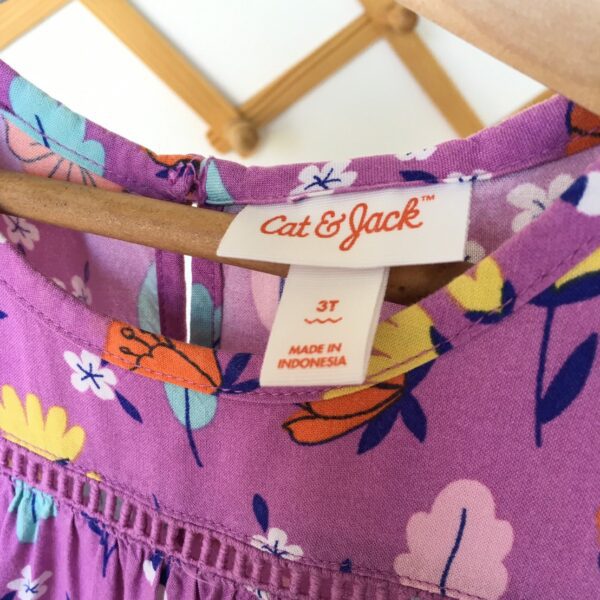 Cat & Jack™
3T
MADE IN
INDONESIA